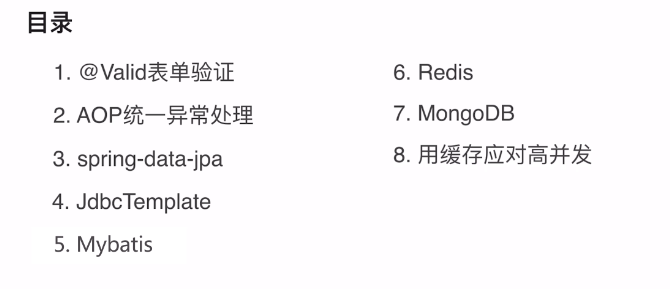 目录
1. @Valid表单验证
2. AOP统一异常处理
3. spring-data-jpa
4. JdbcTemplate
5. Mybatis
6. Redis
7. MongoDB
8. 用缓存应对高并发